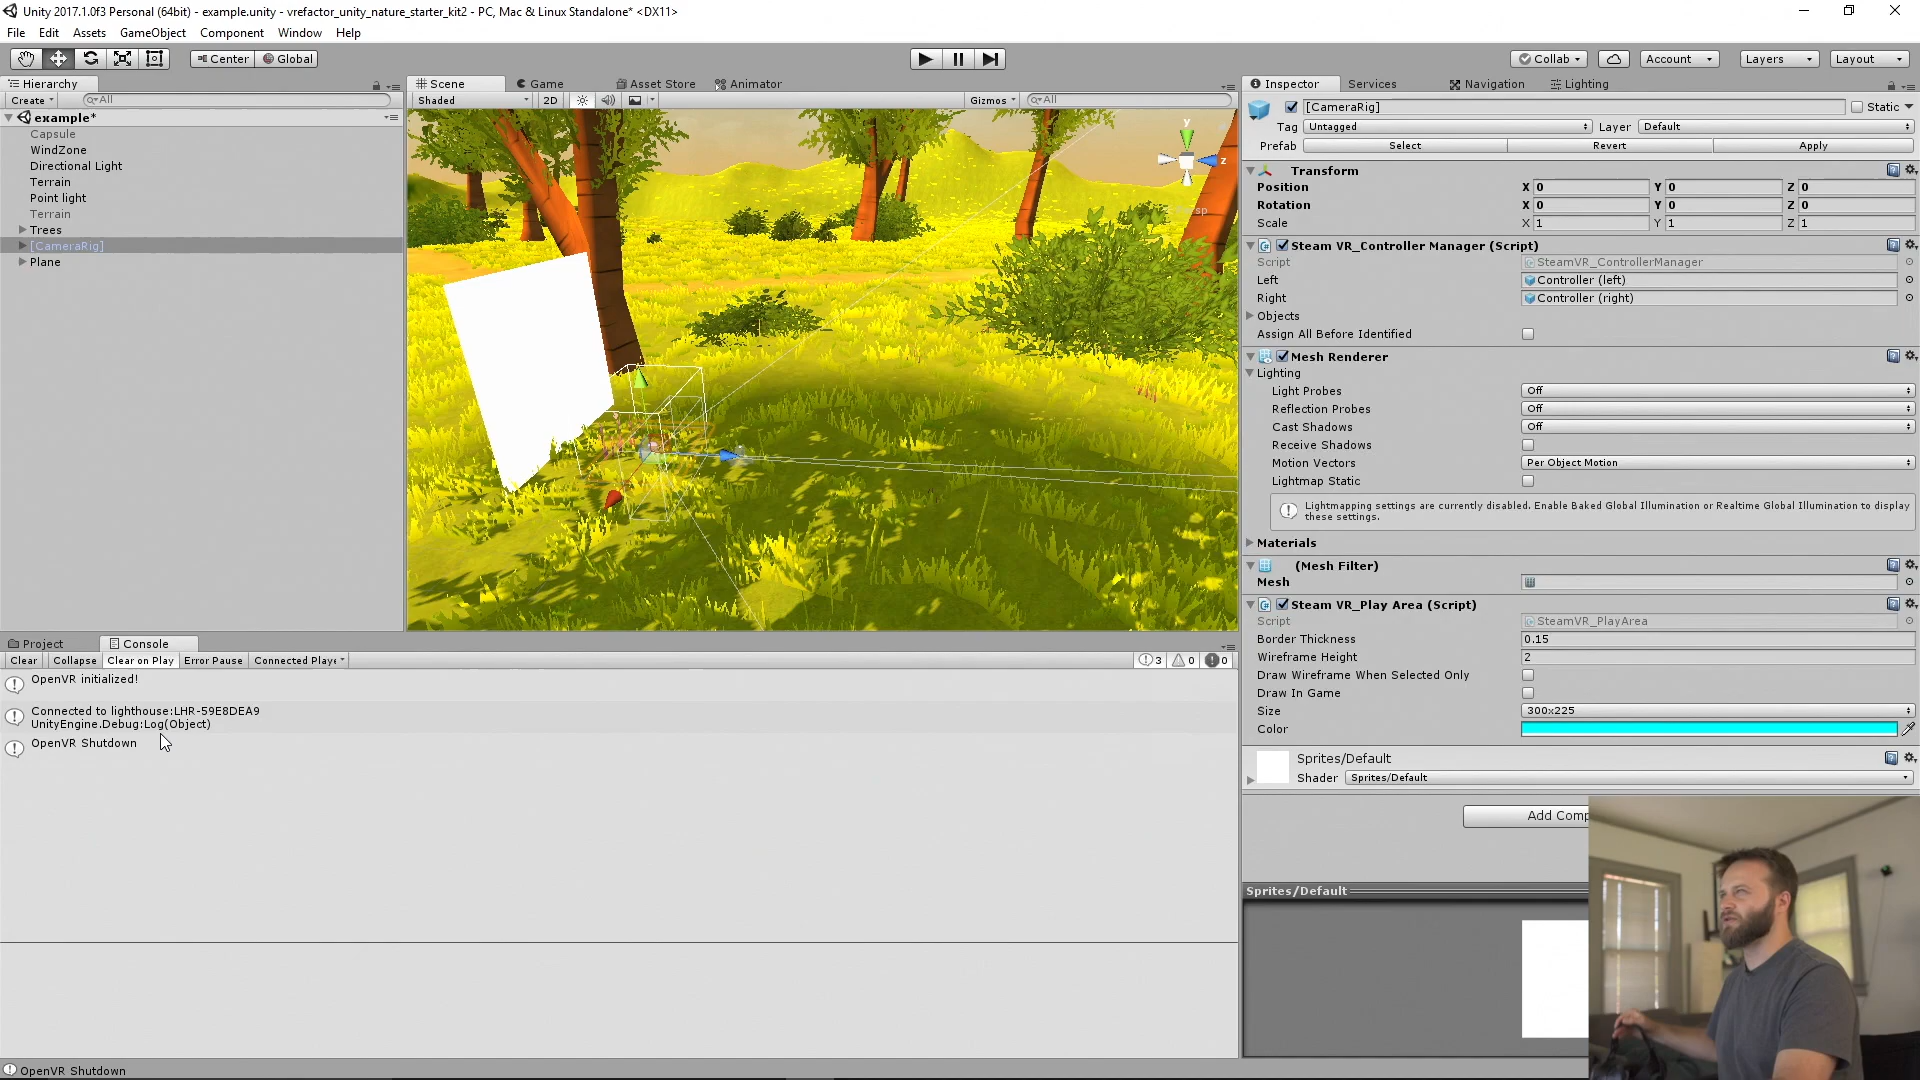 Unity 2017.1.0f3 Personal (64bit) - example.unity - vrefactor_unity_nature_starter_kit2 - PC, Mac & Linux Standalone* <DX11>
File Edit Assets GameObject Component Window Help
Center Global
Collab Account Layers Layout
Hierarchy
Create All
example*
Capsule
WindZone
Directional Light
Terrain
Point light
Terrain
Trees
[CameraRig]
Plane
Scene Game Asset Store Animator
Shaded 2D Gizmos All
y
z
Persp
Project Console
Clear Collapse Clear on Play Error Pause Connected Playe 3 0 0
OpenVR initialized!
Connected to lighthouse:LHR-59E8DEA9
UnityEngine.Debug:Log(Object)
OpenVR Shutdown
OpenVR Shutdown
Inspector Services Navigation Lighting
[CameraRig] Static
Tag Untagged Layer Default
Prefab Select Revert Apply
Transform
Position X 0 Y 0 Z 0
Rotation X 0 Y 0 Z 0
Scale X 1 Y 1 Z 1
Steam VR_Controller Manager (Script)
Script SteamVR_ControllerManager
Left Controller (left)
Right Controller (right)
Objects
Assign All Before Identified
Mesh Renderer
Lighting
Light Probes Off
Reflection Probes Off
Cast Shadows Off
Receive Shadows
Motion Vectors Per Object Motion
Lightmap Static
Lightmapping settings are currently disabled. Enable Baked Global Illumination or Realtime Global Illumination to display
these settings.
Materials
(Mesh Filter)
Mesh
Steam VR_Play Area (Script)
Script SteamVR_PlayArea
Border Thickness 0.15
Wireframe Height 2
Draw Wireframe When Selected Only
Draw In Game
Size 300x225
Color
Sprites/Default
Shader Sprites/Default
Add Comp
Sprites/Default